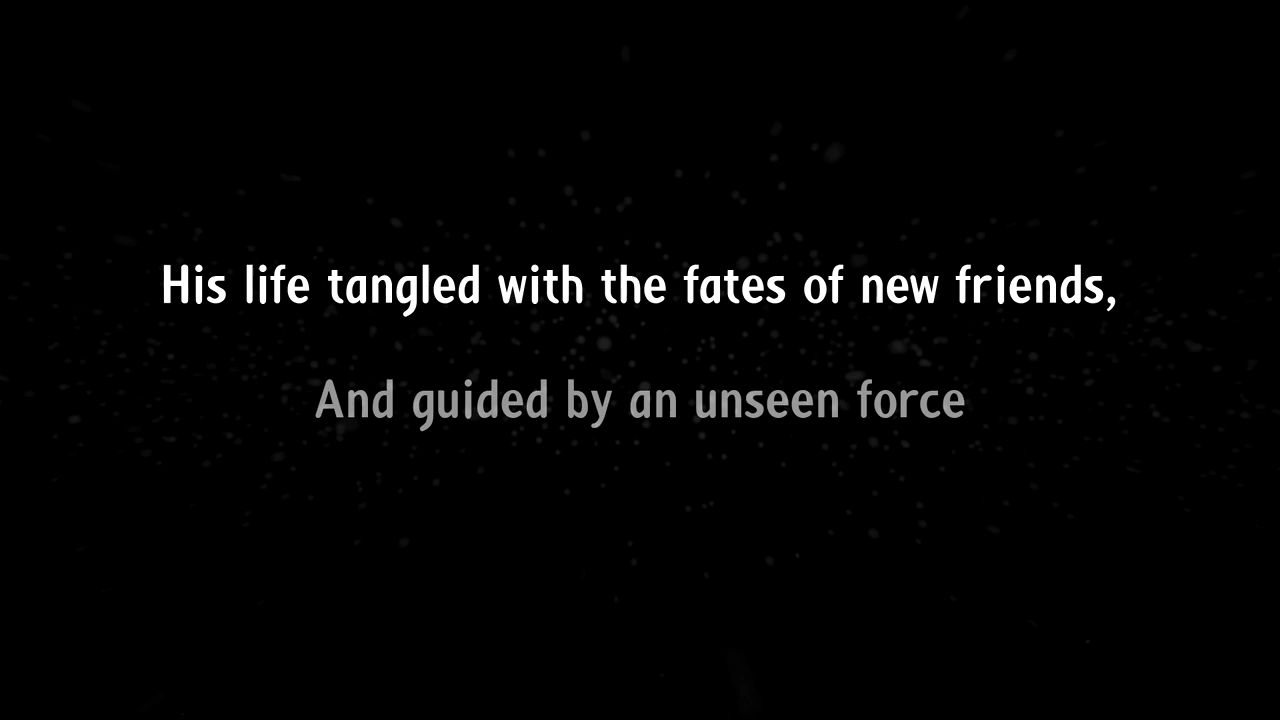 His life tangled with the fates of new friends,
And guided by an unseen force